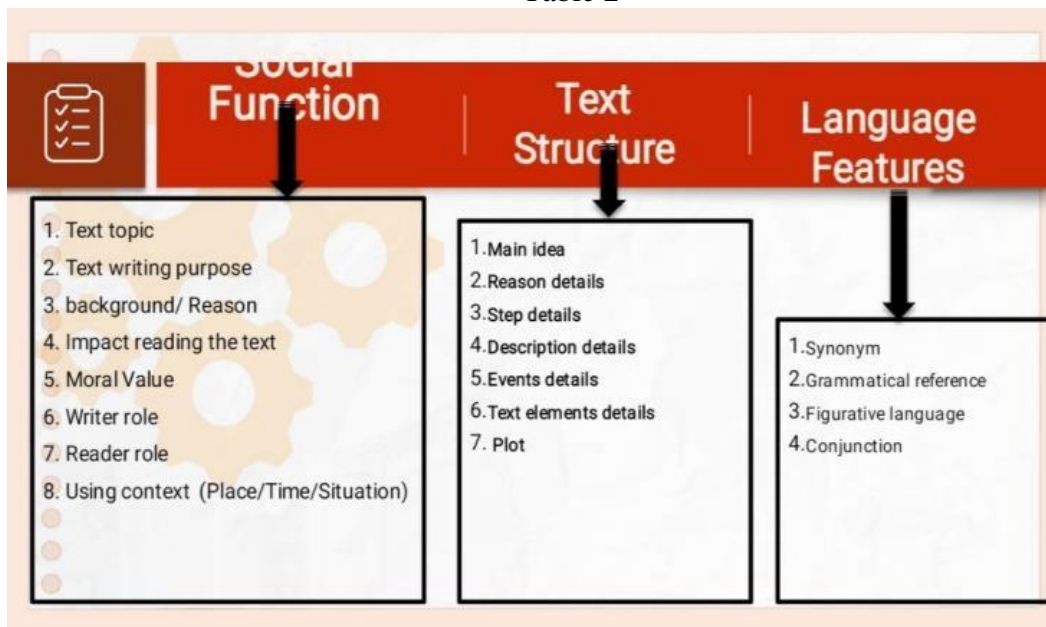 Social
Function
Text
Structure
Language
Features
1. Text topic
2. Text writing purpose
3. background/ Reason
4. Impact reading the text
5. Moral Value
6. Writer role
7. Reader role
8. Using context (Place/Time/Situation)
1.Main idea
2.Reason details
3.Step details
4.Description details
5.Events details
6.Text elements details
7. Plot
1.Synonym
2.Grammatical reference
3.Figurative language
4.Conjunction